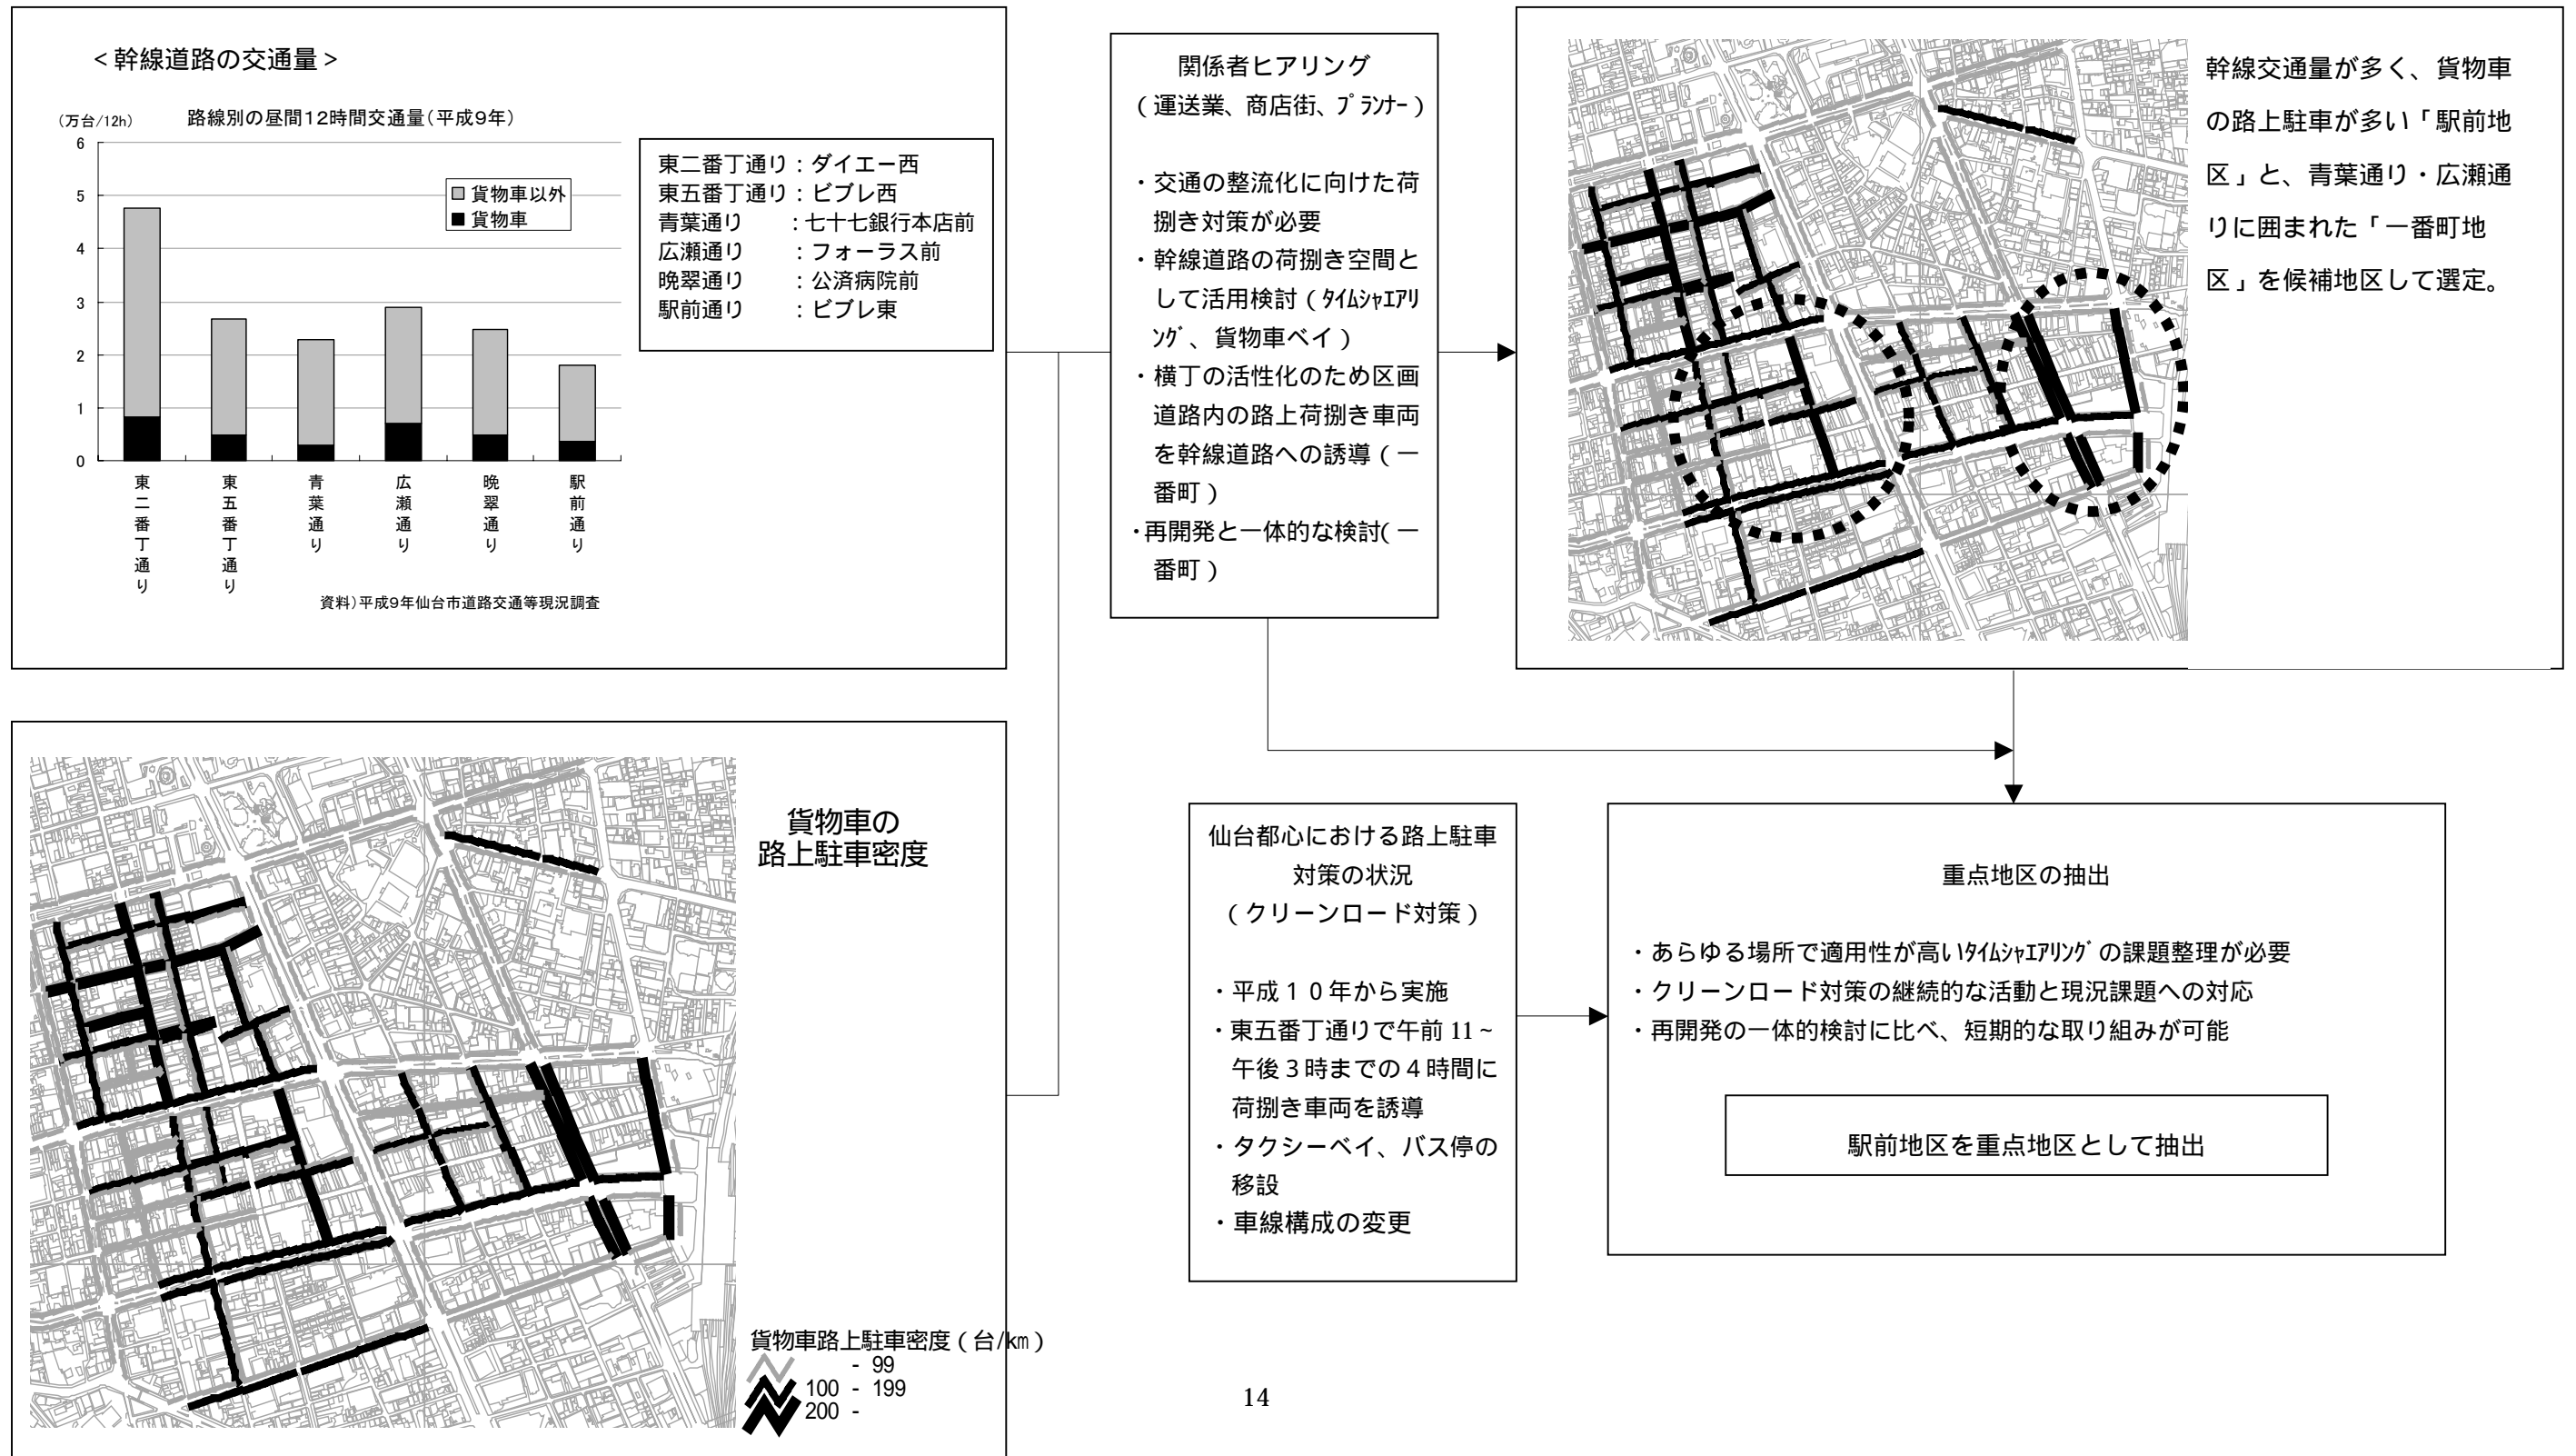 ＜幹線道路の交通量＞
路線別の昼間12時間交通量(平成9年)
(万台/12h)
6
5
4
3
2
1
0
貨物車以外
貨物車
東二番丁通り
東五番丁通り
青葉通り
広瀬通り
晩翠通り
駅前通り
資料)平成9年仙台市道路交通等現況調査
東二番丁通り：ダイエー西
東五番丁通り：ビブレ西
青葉通り　　：七十七銀行本店前
広瀬通り　　：フォーラス前
晩翠通り　　：公済病院前
駅前通り　　：ビブレ東
関係者ヒアリング
（運送業、商店街、ﾌﾟﾗﾝﾅｰ）
・交通の整流化に向けた荷
捌き対策が必要
・幹線道路の荷捌き空間と
して活用検討（ﾀｲﾑｼｬｴｱﾘ
ﾝｸﾞ、貨物車ベイ）
・横丁の活性化のため区画
道路内の路上荷捌き車両
を幹線道路への誘導（一
番町）
・再開発と一体的な検討(一
番町）
幹線交通量が多く、貨物車
の路上駐車が多い「駅前地
区」と、青葉通り・広瀬通
りに囲まれた「一番町地
区」を候補地区して選定。
貨物車の
路上駐車密度
貨物車路上駐車密度（台/㎞）
- 99
100 - 199
200 -
仙台都心における路上駐車
対策の状況
（クリーンロード対策）
・平成１０年から実施
・東五番丁通りで午前 11～
午後３時までの４時間に
荷捌き車両を誘導
・タクシーベイ、バス停の
移設
・車線構成の変更
重点地区の抽出
・あらゆる場所で適用性が高いﾀｲﾑｼｬｴｱﾘﾝｸﾞの課題整理が必要
・クリーンロード対策の継続的な活動と現況課題への対応
・再開発の一体的検討に比べ、短期的な取り組みが可能
駅前地区を重点地区として抽出
14